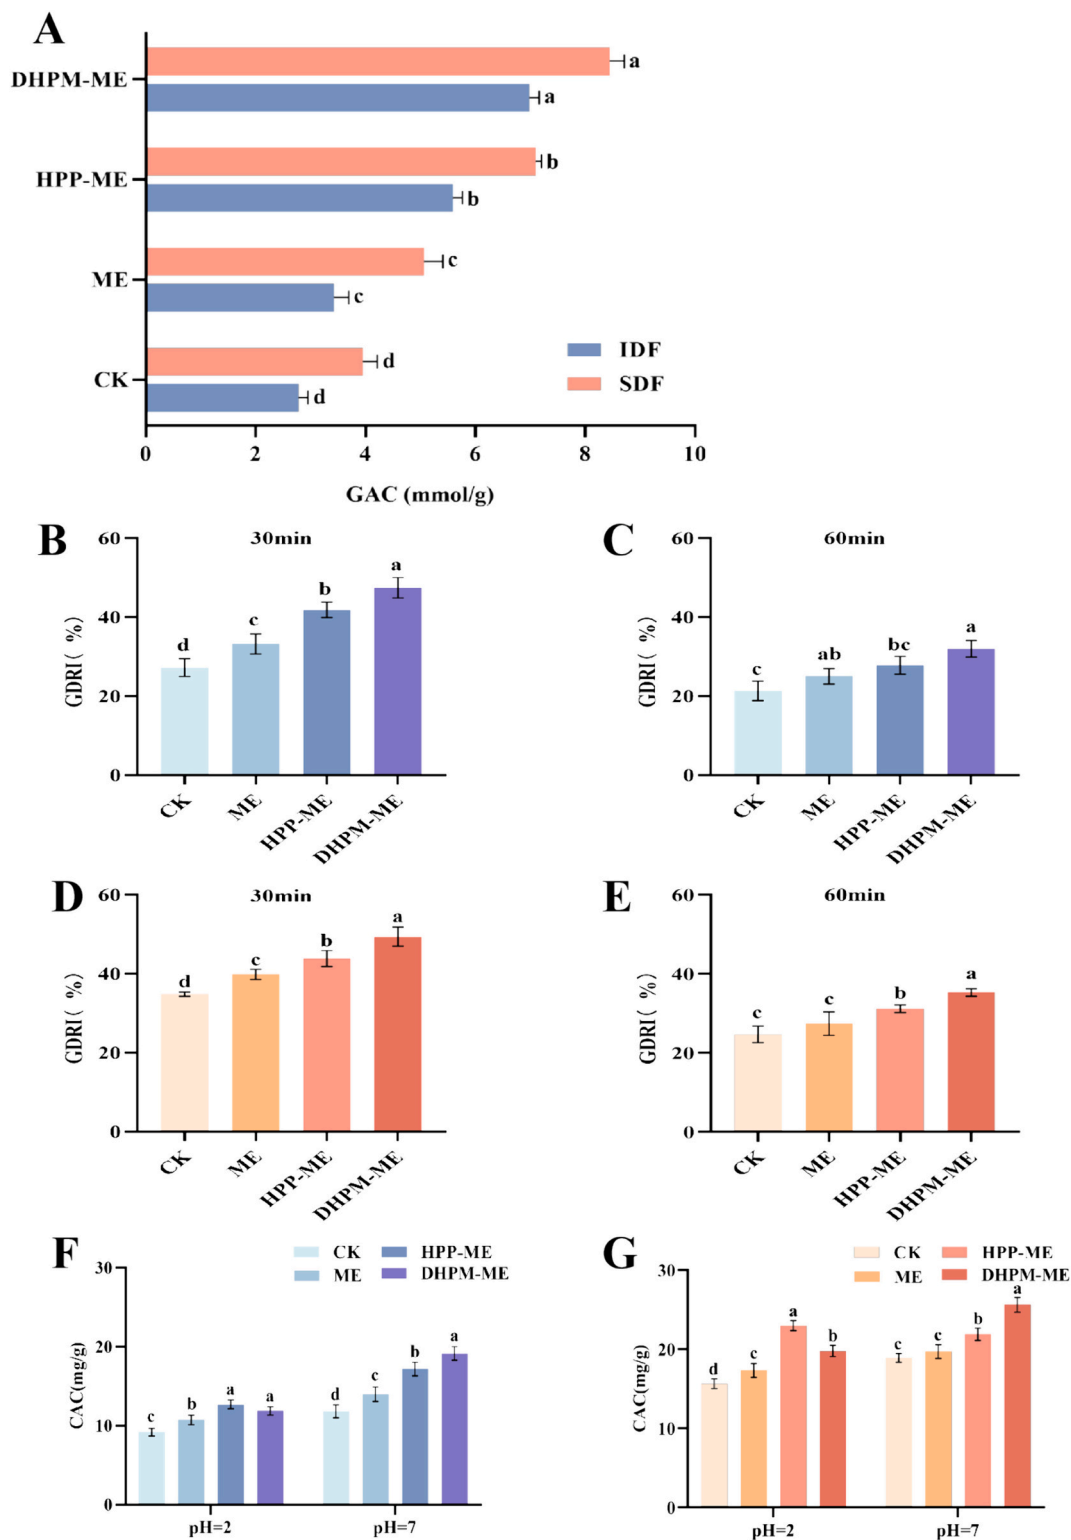 A
DHPM-ME
a
a
HPP-ME
b
b
ME
c
c
CK
d
d
IDF
SDF
0 2 4 6 8 10
GAC (mmol/g)
B
30min
GDRI( %)
60
40
20
0
d c b a
CK ME HPP-ME DHPM-ME
C
60min
GDRI( %)
60
40
20
0
c ab bc a
CK ME HPP-ME DHPM-ME
D
30min
GDRI( %)
60
40
20
0
d c b a
CK ME HPP-ME DHPM-ME
E
60min
GDRI( %)
60
40
20
0
c c b a
CK ME HPP-ME DHPM-ME
F
CK HPP-ME
ME DHPM-ME
CAC(mg/g)
30
20
10
0
c b a a d c b a
pH=2 pH=7
G
CK HPP-ME
ME DHPM-ME
CAC(mg/g)
30
20
10
0
d c a b c c b a
pH=2 pH=7